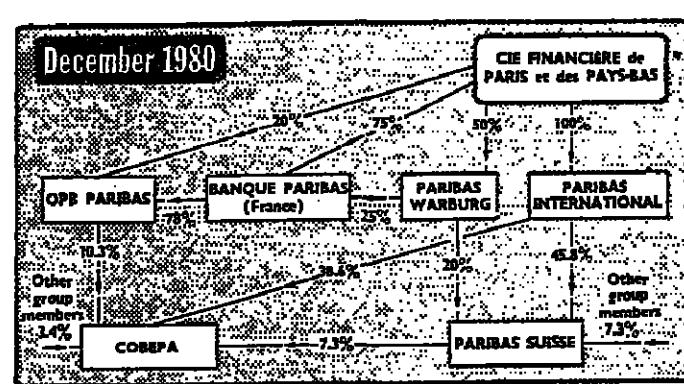 December 1980
CIE FINANCIÈRE de
PARIS et des PAYS-BAS
20%
75%
50%
100%
OPB PARIBAS
BANQUE PARIBAS
(France)
PARIBAS
WARBURG
PARIBAS
INTERNATIONAL
78%
25%
10.3%
38.6%
20%
45.8%
Other
group
members
3.4%
Other
group
members
7.3%
COBEPA
7.3%
PARIBAS SUISSE